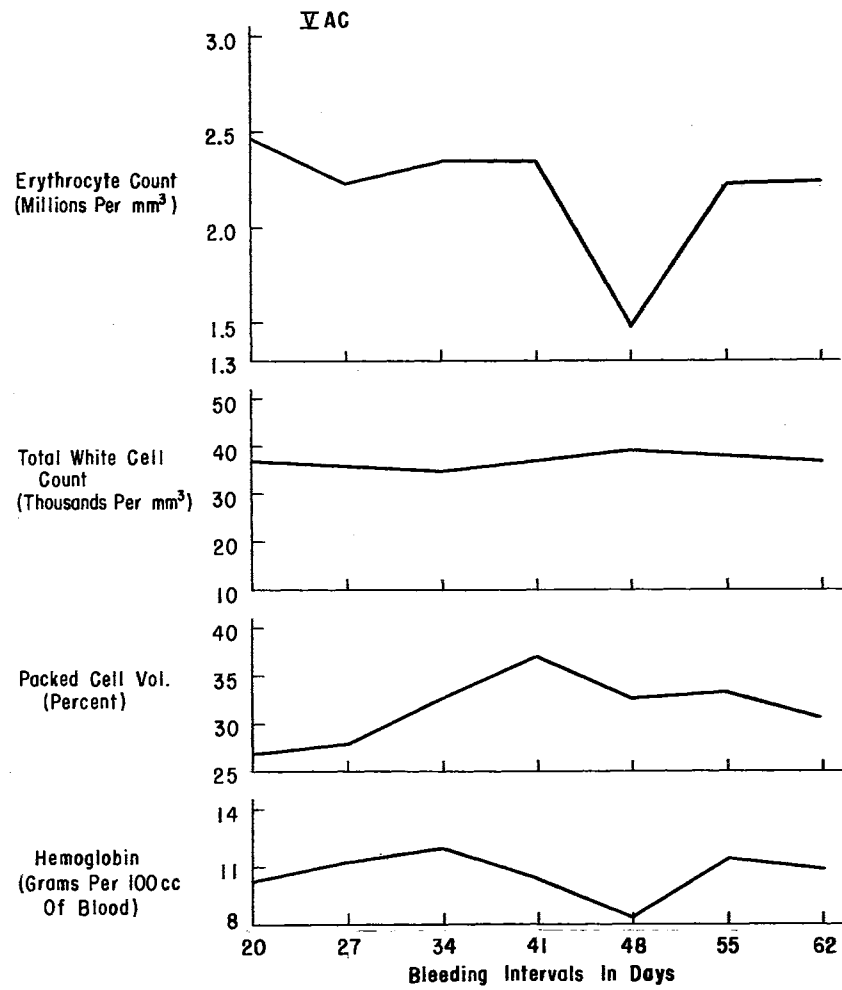 V AC
3.0
2.5
Erythrocyte Count
(Millions Per mm³)
2.0
1.5
1.3
50
40
Total White Cell
Count
(Thousands Per mm³)
30
20
10
40
35
Packed Cell Vol.
(Percent)
30
25
14
Hemoglobin
11
(Grams Per 100cc
Of Blood)
8
20 27 34 41 48 55 62
Bleeding Intervals In Days